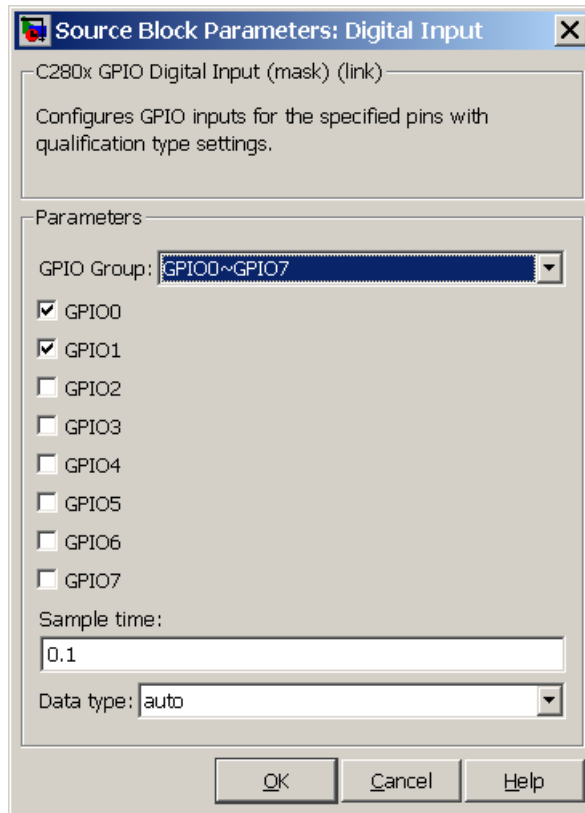 Source Block Parameters: Digital Input
C280x GPIO Digital Input (mask) (link)
Configures GPIO inputs for the specified pins with
qualification type settings.
Parameters
GPIO Group: GPIO0~GPIO7
GPIO0
GPIO1
GPIO2
GPIO3
GPIO4
GPIO5
GPIO6
GPIO7
Sample time:
0.1
Data type: auto
OK Cancel Help